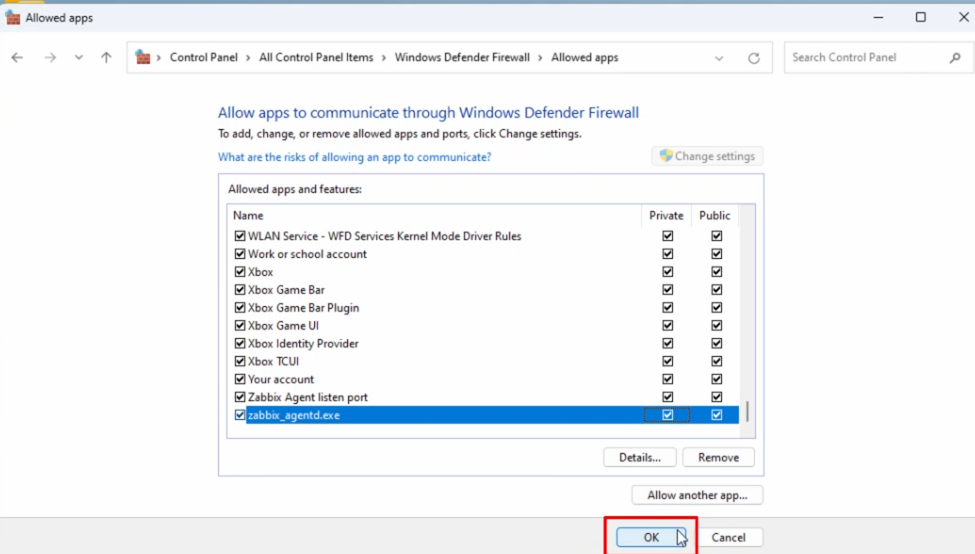 Allowed apps
Control Panel > All Control Panel Items > Windows Defender Firewall > Allowed apps
Search Control Panel
Allow apps to communicate through Windows Defender Firewall
To add, change, or remove allowed apps and ports, click Change settings.
What are the risks of allowing an app to communicate?
Change settings
Allowed apps and features:
Name Private Public
WLAN Service - WFD Services Kernel Mode Driver Rules
Work or school account
Xbox
Xbox Game Bar
Xbox Game Bar Plugin
Xbox Game UI
Xbox Identity Provider
Xbox TCUI
Your account
Zabbix Agent listen port
zabbix_agentd.exe
Details... Remove
Allow another app...
OK Cancel